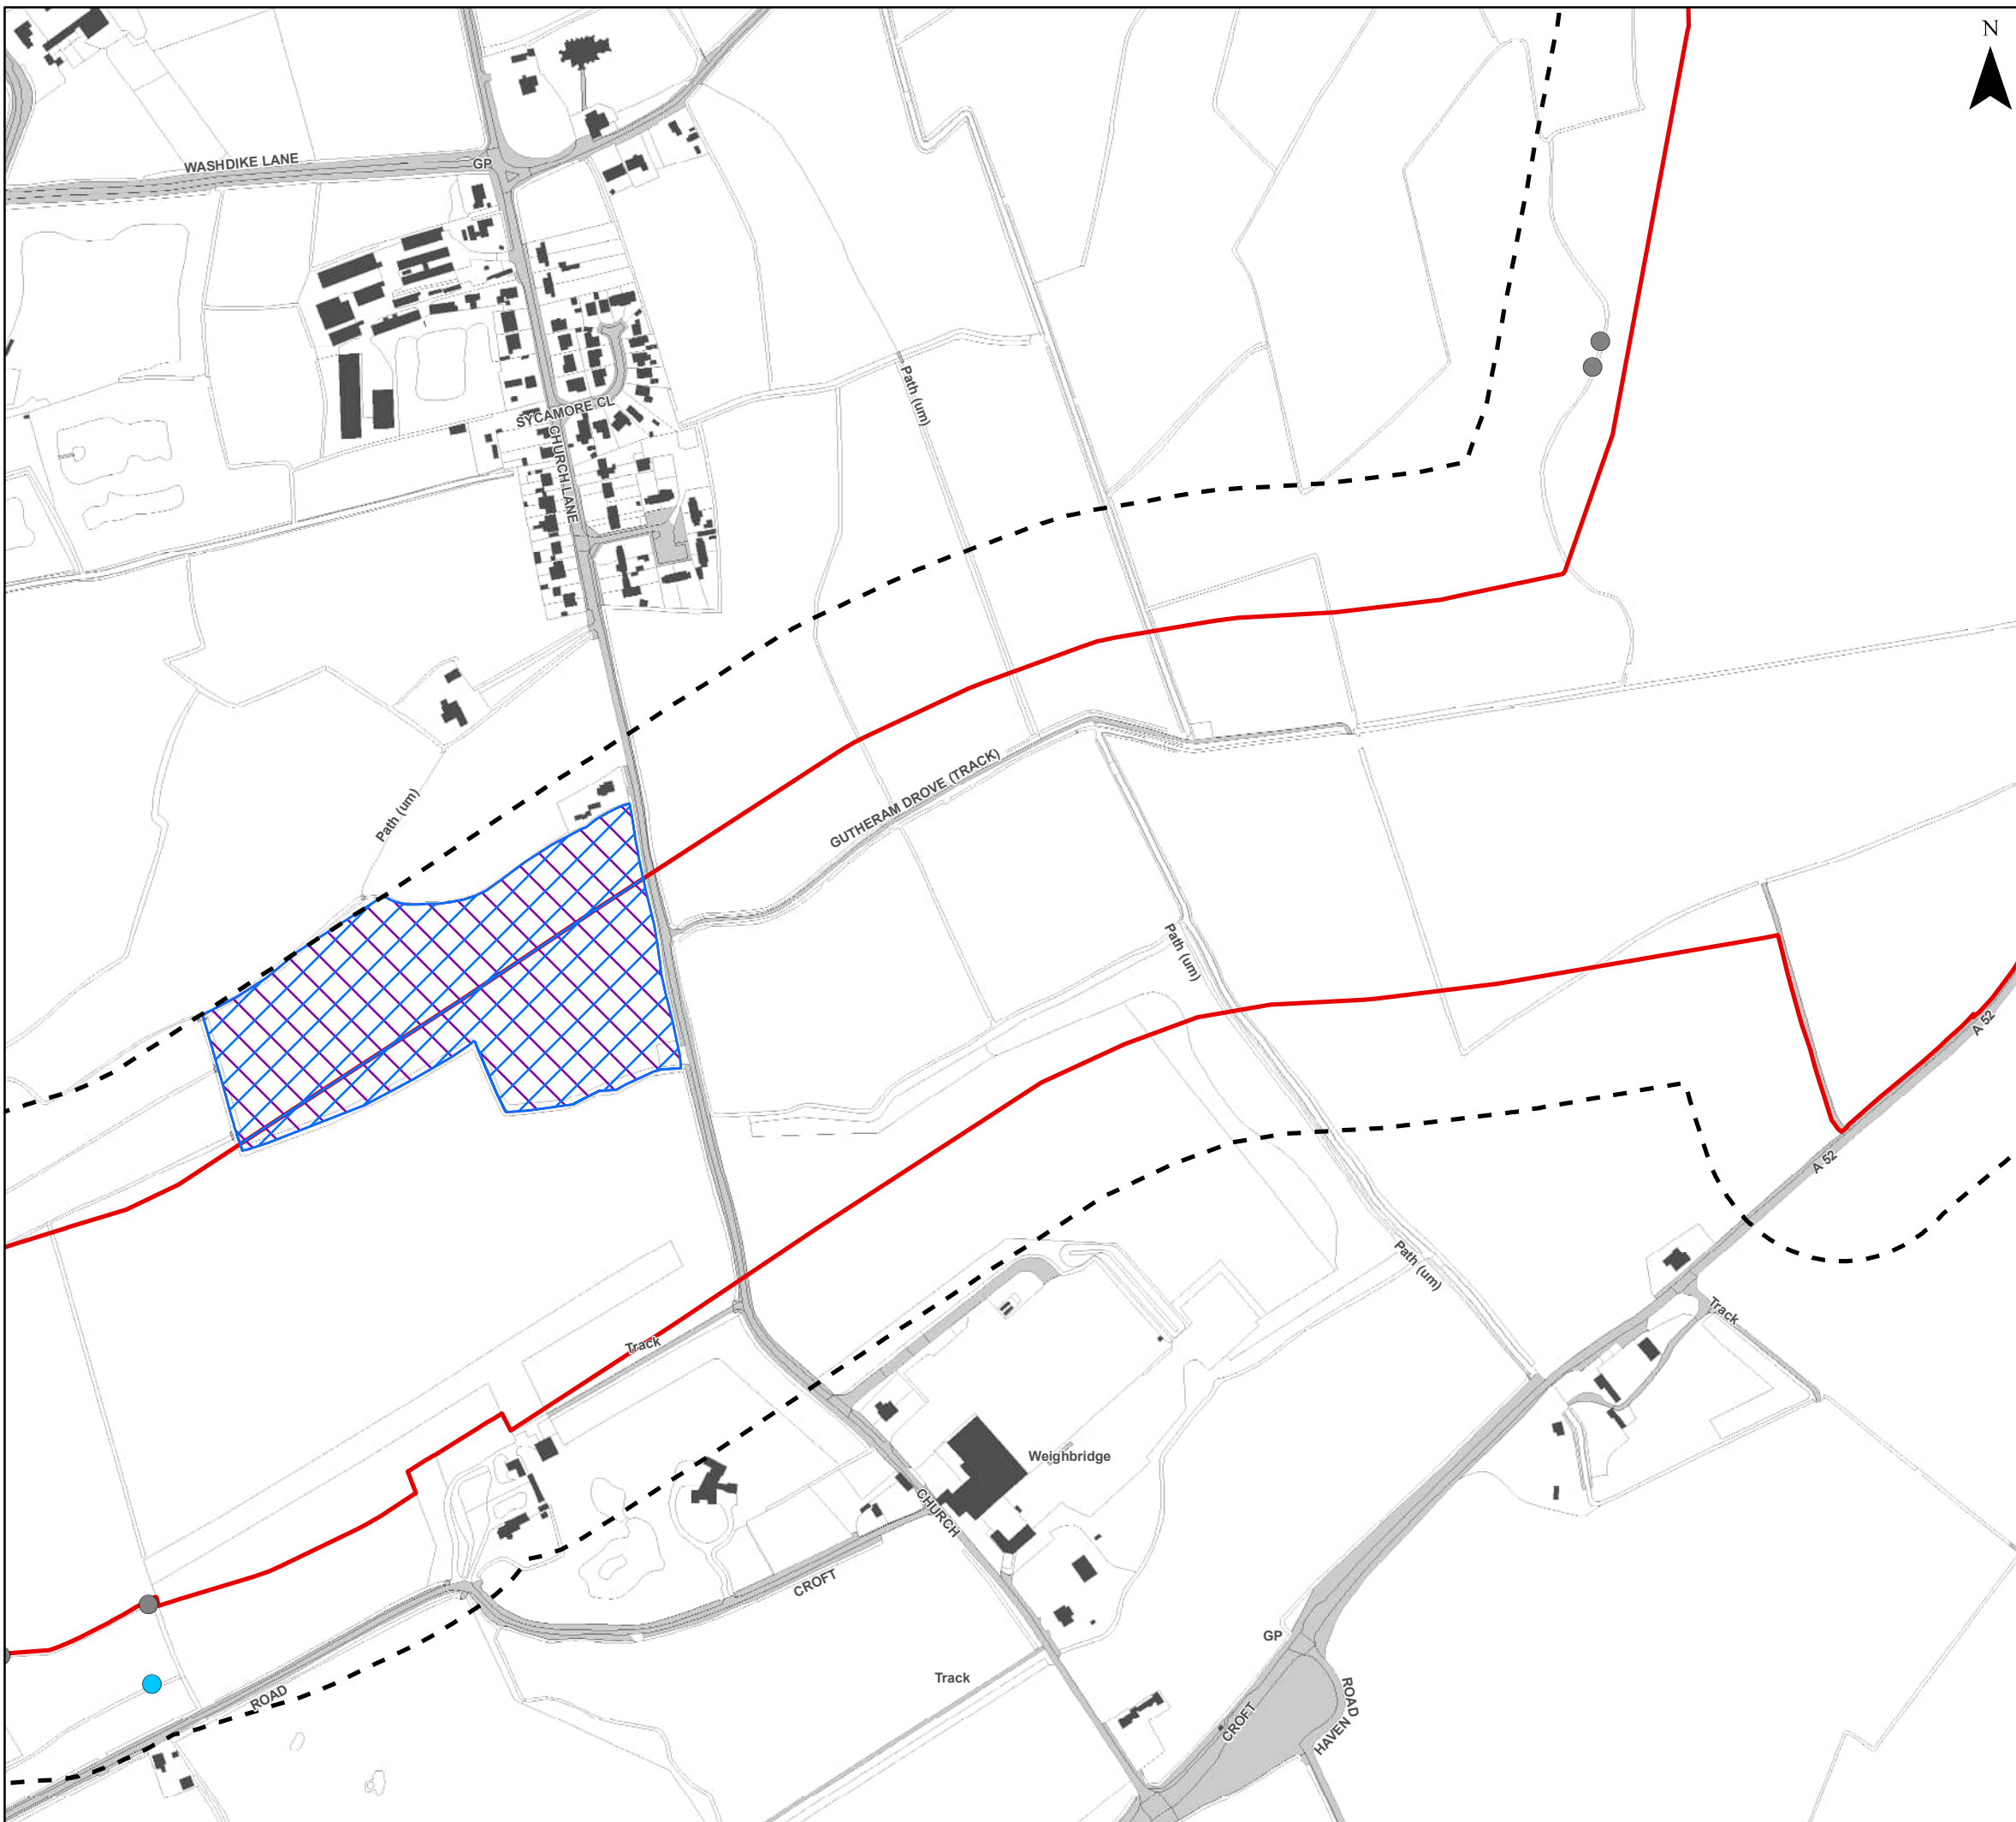 N
WASHDIKE LANE
GP
Path (um)
SYCAMORE CL
CHURCH LANE
GUTHERAM DROVE (TRACK)
Path (um)
Path (um)
A 52
A 52
Path (um)
Track
Track
Weighbridge
CHURCH
CROFT
GP
Track
ROAD
ROAD
CROFT
HAVEN